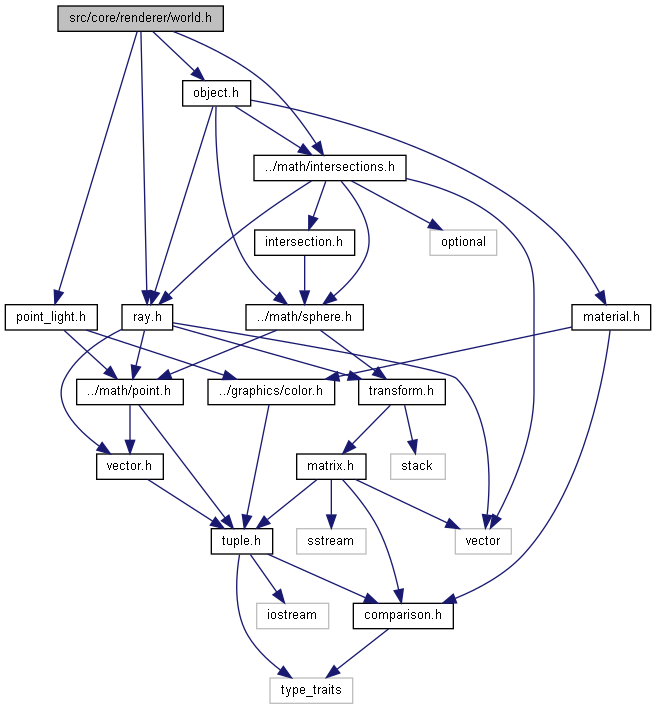 src/core/renderer/world.h
object.h
../math/intersections.h
intersection.h
optional
point_light.h
ray.h
../math/sphere.h
material.h
../math/point.h
../graphics/color.h
transform.h
vector.h
matrix.h
stack
tuple.h
sstream
vector
iostream
comparison.h
type_traits